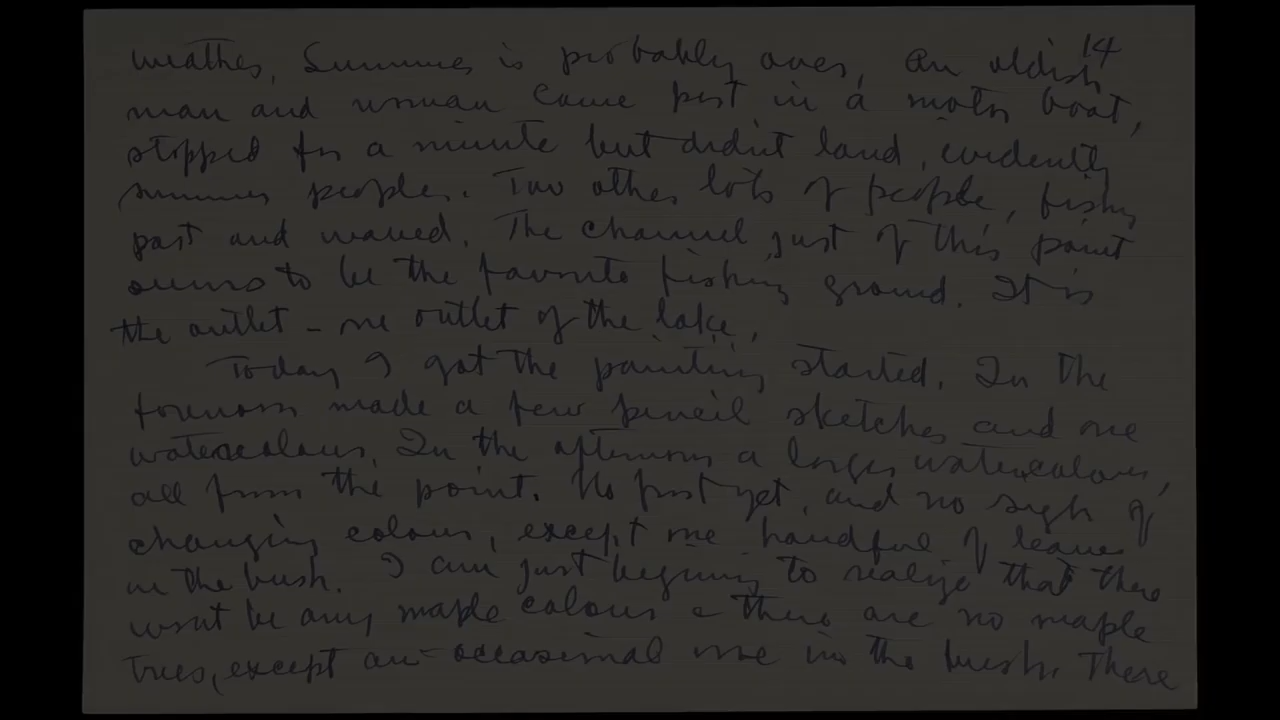 14
weather, Summer is probably over, An oldish
man and woman came past in a motor boat,
stopped for a minute but didn't land, evidently
summer people. Two other lots of people, fishing
past and waved. The channel just off this point
seems to be the favorite fishing ground. It is
the outlet - one outlet of the lake.
Today I got the painting started. In the
forenoon made a few pencil sketches and one
watercolour. In the afternoon a larger watercolour,
all from the point. No frost yet, and no sign of
changing colour, except one handful of leaves
in the bush. I am just begining to realize that there
wont be any maple colour & there are no maple
trees, except an occasional one in the bush. There